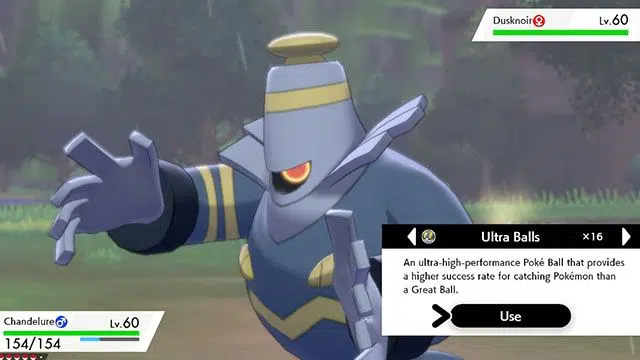 Dusknoir♀ Lv.60
Ultra Balls ×16
An ultra-high-performance Poké Ball that provides
a higher success rate for catching Pokémon than
a Great Ball.
Use
Chandelure♂ Lv.60
154/154